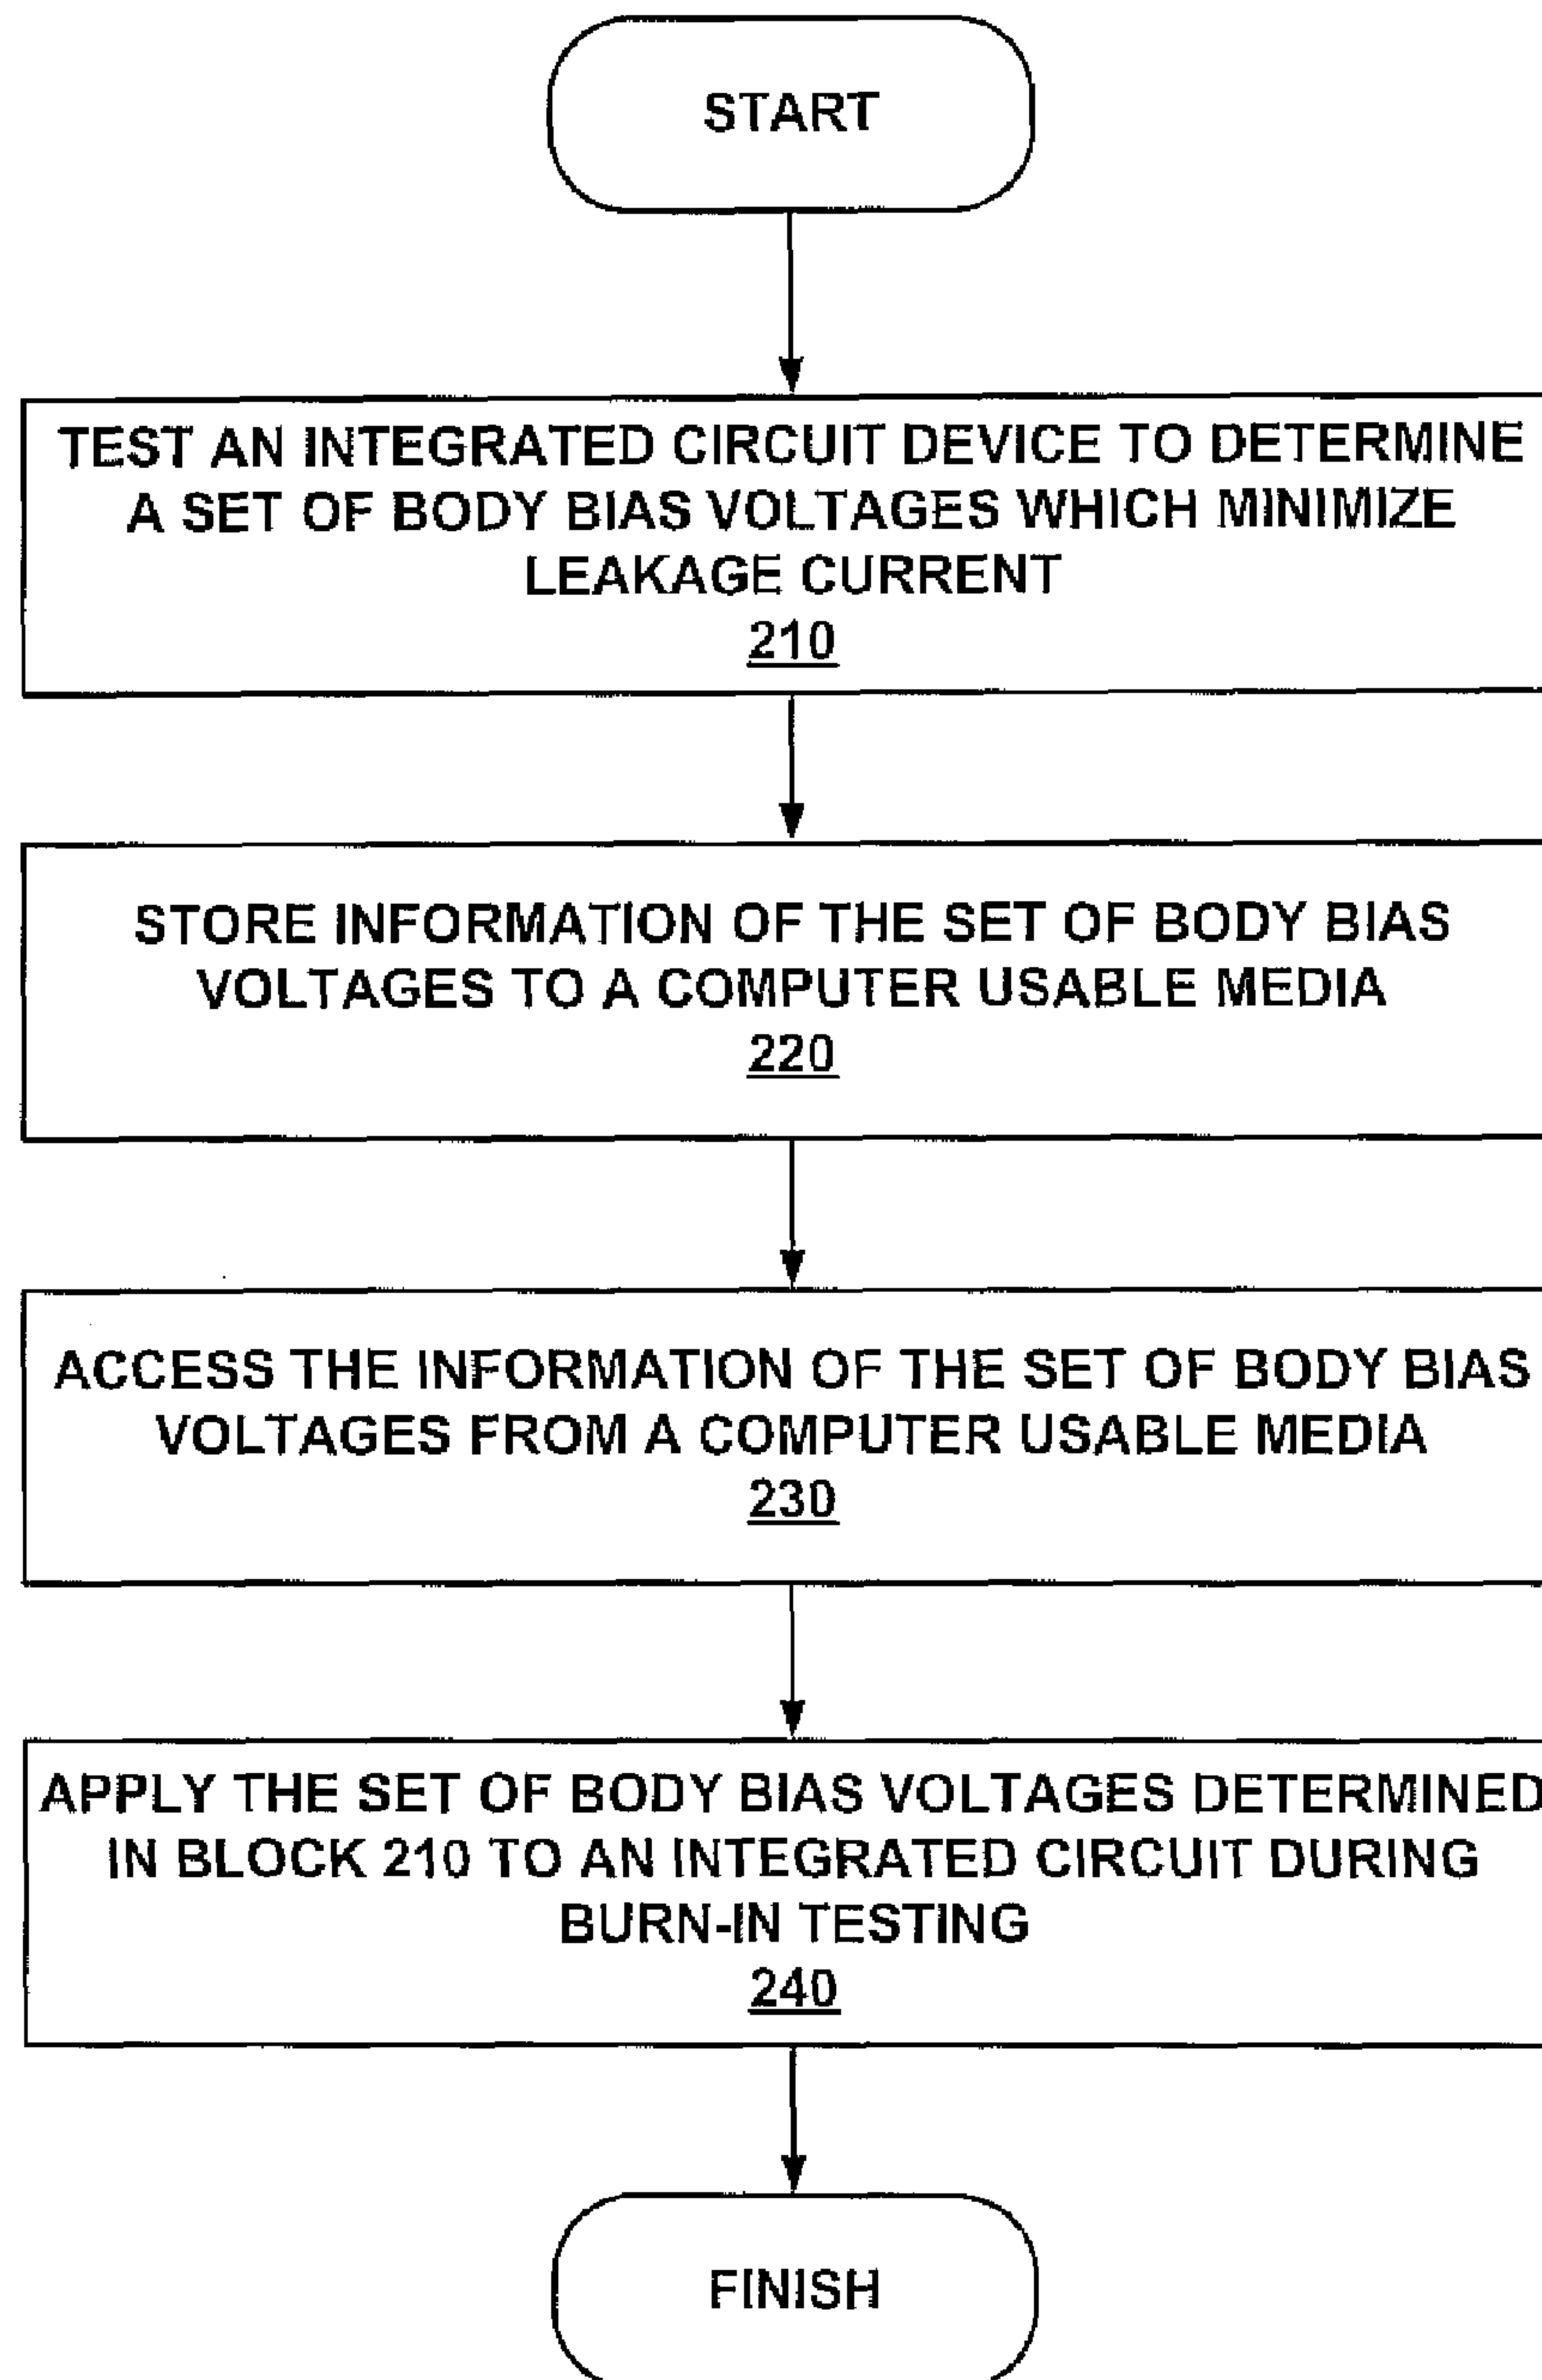 START
TEST AN INTEGRATED CIRCUIT DEVICE TO DETERMINE
A SET OF BODY BIAS VOLTAGES WHICH MINIMIZE
LEAKAGE CURRENT
210
STORE INFORMATION OF THE SET OF BODY BIAS
VOLTAGES TO A COMPUTER USABLE MEDIA
220
ACCESS THE INFORMATION OF THE SET OF BODY BIAS
VOLTAGES FROM A COMPUTER USABLE MEDIA
230
APPLY THE SET OF BODY BIAS VOLTAGES DETERMINED
IN BLOCK 210 TO AN INTEGRATED CIRCUIT DURING
BURN-IN TESTING
240
FINISH